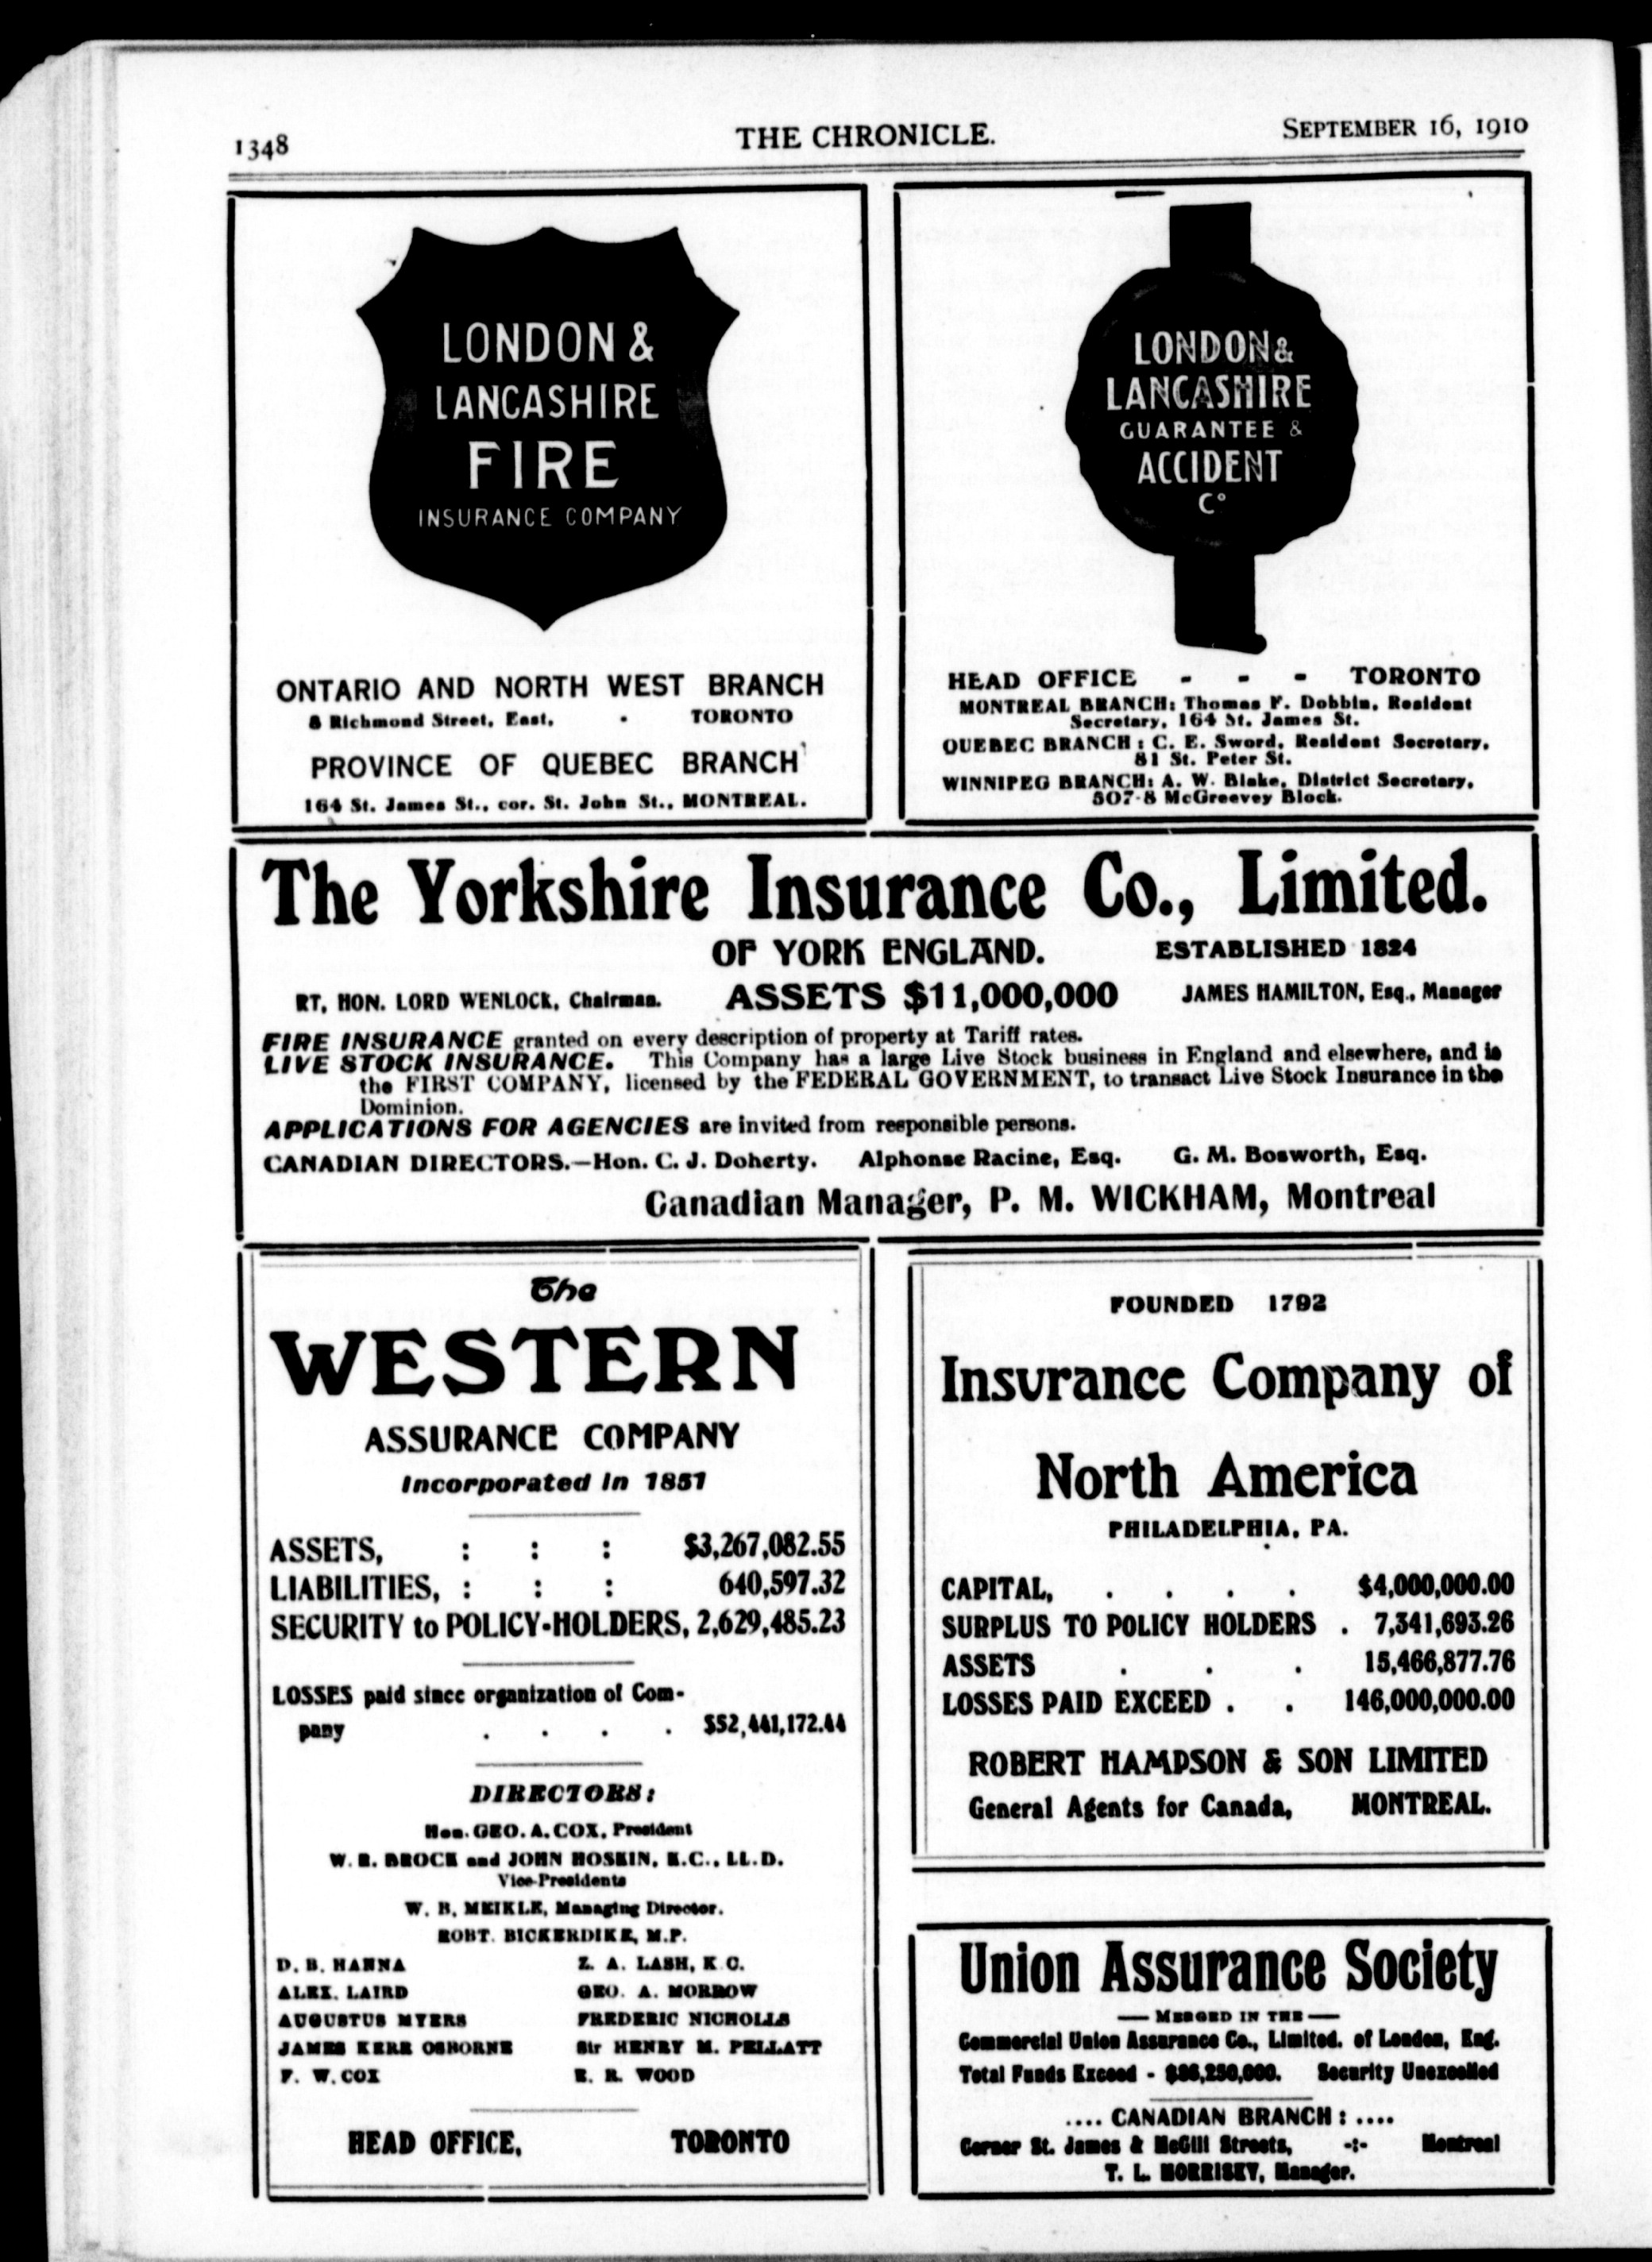 1348
THE CHRONICLE.
SEPTEMBER 16, 1910
LONDON &
LANCASHIRE
FIRE
INSURANCE COMPANY
ONTARIO AND NORTH WEST BRANCH
8 Richmond Street, East, - TORONTO
PROVINCE OF QUEBEC BRANCH
164 St. James St., cor. St. John St., MONTREAL.
LONDON &
LANCASHIRE
GUARANTEE &
ACCIDENT
Co
HEAD OFFICE - - - TORONTO
MONTREAL BRANCH: Thomas F. Dobbin, Resident
Secretary, 164 St. James St.
QUEBEC BRANCH: C. E. Sword, Resident Secretary,
81 St. Peter St.
WINNIPEG BRANCH: A. W. Blake, District Secretary,
507-8 McGreevey Block.
The Yorkshire Insurance Co., Limited.
OF YORK ENGLAND. ESTABLISHED 1824
RT. HON. LORD WENLOCK, Chairman. ASSETS $11,000,000 JAMES HAMILTON, Esq., Manager
FIRE INSURANCE granted on every description of property at Tariff rates.
LIVE STOCK INSURANCE. This Company has a large Live Stock business in England and elsewhere, and is
the FIRST COMPANY, licensed by the FEDERAL GOVERNMENT, to transact Live Stock Insurance in the
Dominion.
APPLICATIONS FOR AGENCIES are invited from responsible persons.
CANADIAN DIRECTORS.—Hon. C. J. Doherty. Alphonse Racine, Esq. G. M. Bosworth, Esq.
Canadian Manager, P. M. WICKHAM, Montreal
The
WESTERN
ASSURANCE COMPANY
Incorporated in 1851
ASSETS, : : : $3,267,082.55
LIABILITIES, : : : 640,597.32
SECURITY to POLICY-HOLDERS, 2,629,485.23
LOSSES paid since organization of Com-
pany . . . . $52,441,172.44
DIRECTORS:
Hon. GEO. A. COX, President
W. R. BROCK and JOHN HOSKIN, K.C., LL.D.
Vice-Presidents
W. B. MEIKLE, Managing Director.
ROBT. BICKERDIKE, M.P.
D. B. HANNA Z. A. LASH, K.C.
ALEX. LAIRD GEO. A. MORROW
AUGUSTUS MYERS FREDERIC NICHOLLS
JAMES KERR OSBORNE Sir HENRY M. PELLATT
F. W. COX E. R. WOOD
HEAD OFFICE, TORONTO
FOUNDED 1792
Insurance Company of
North America
PHILADELPHIA, PA.
CAPITAL, . . . . $4,000,000.00
SURPLUS TO POLICY HOLDERS . 7,341,693.26
ASSETS . . . 15,466,877.76
LOSSES PAID EXCEED . . 146,000,000.00
ROBERT HAMPSON & SON LIMITED
General Agents for Canada, MONTREAL.
Union Assurance Society
— MERGED IN THE —
Commercial Union Assurance Co., Limited. of London, Eng.
Total Funds Exceed - $86,250,000. Security Unexcelled
.... CANADIAN BRANCH: ....
Corner St. James & McGill Streets, -:- Montreal
T. L. MORRISEY, Manager.